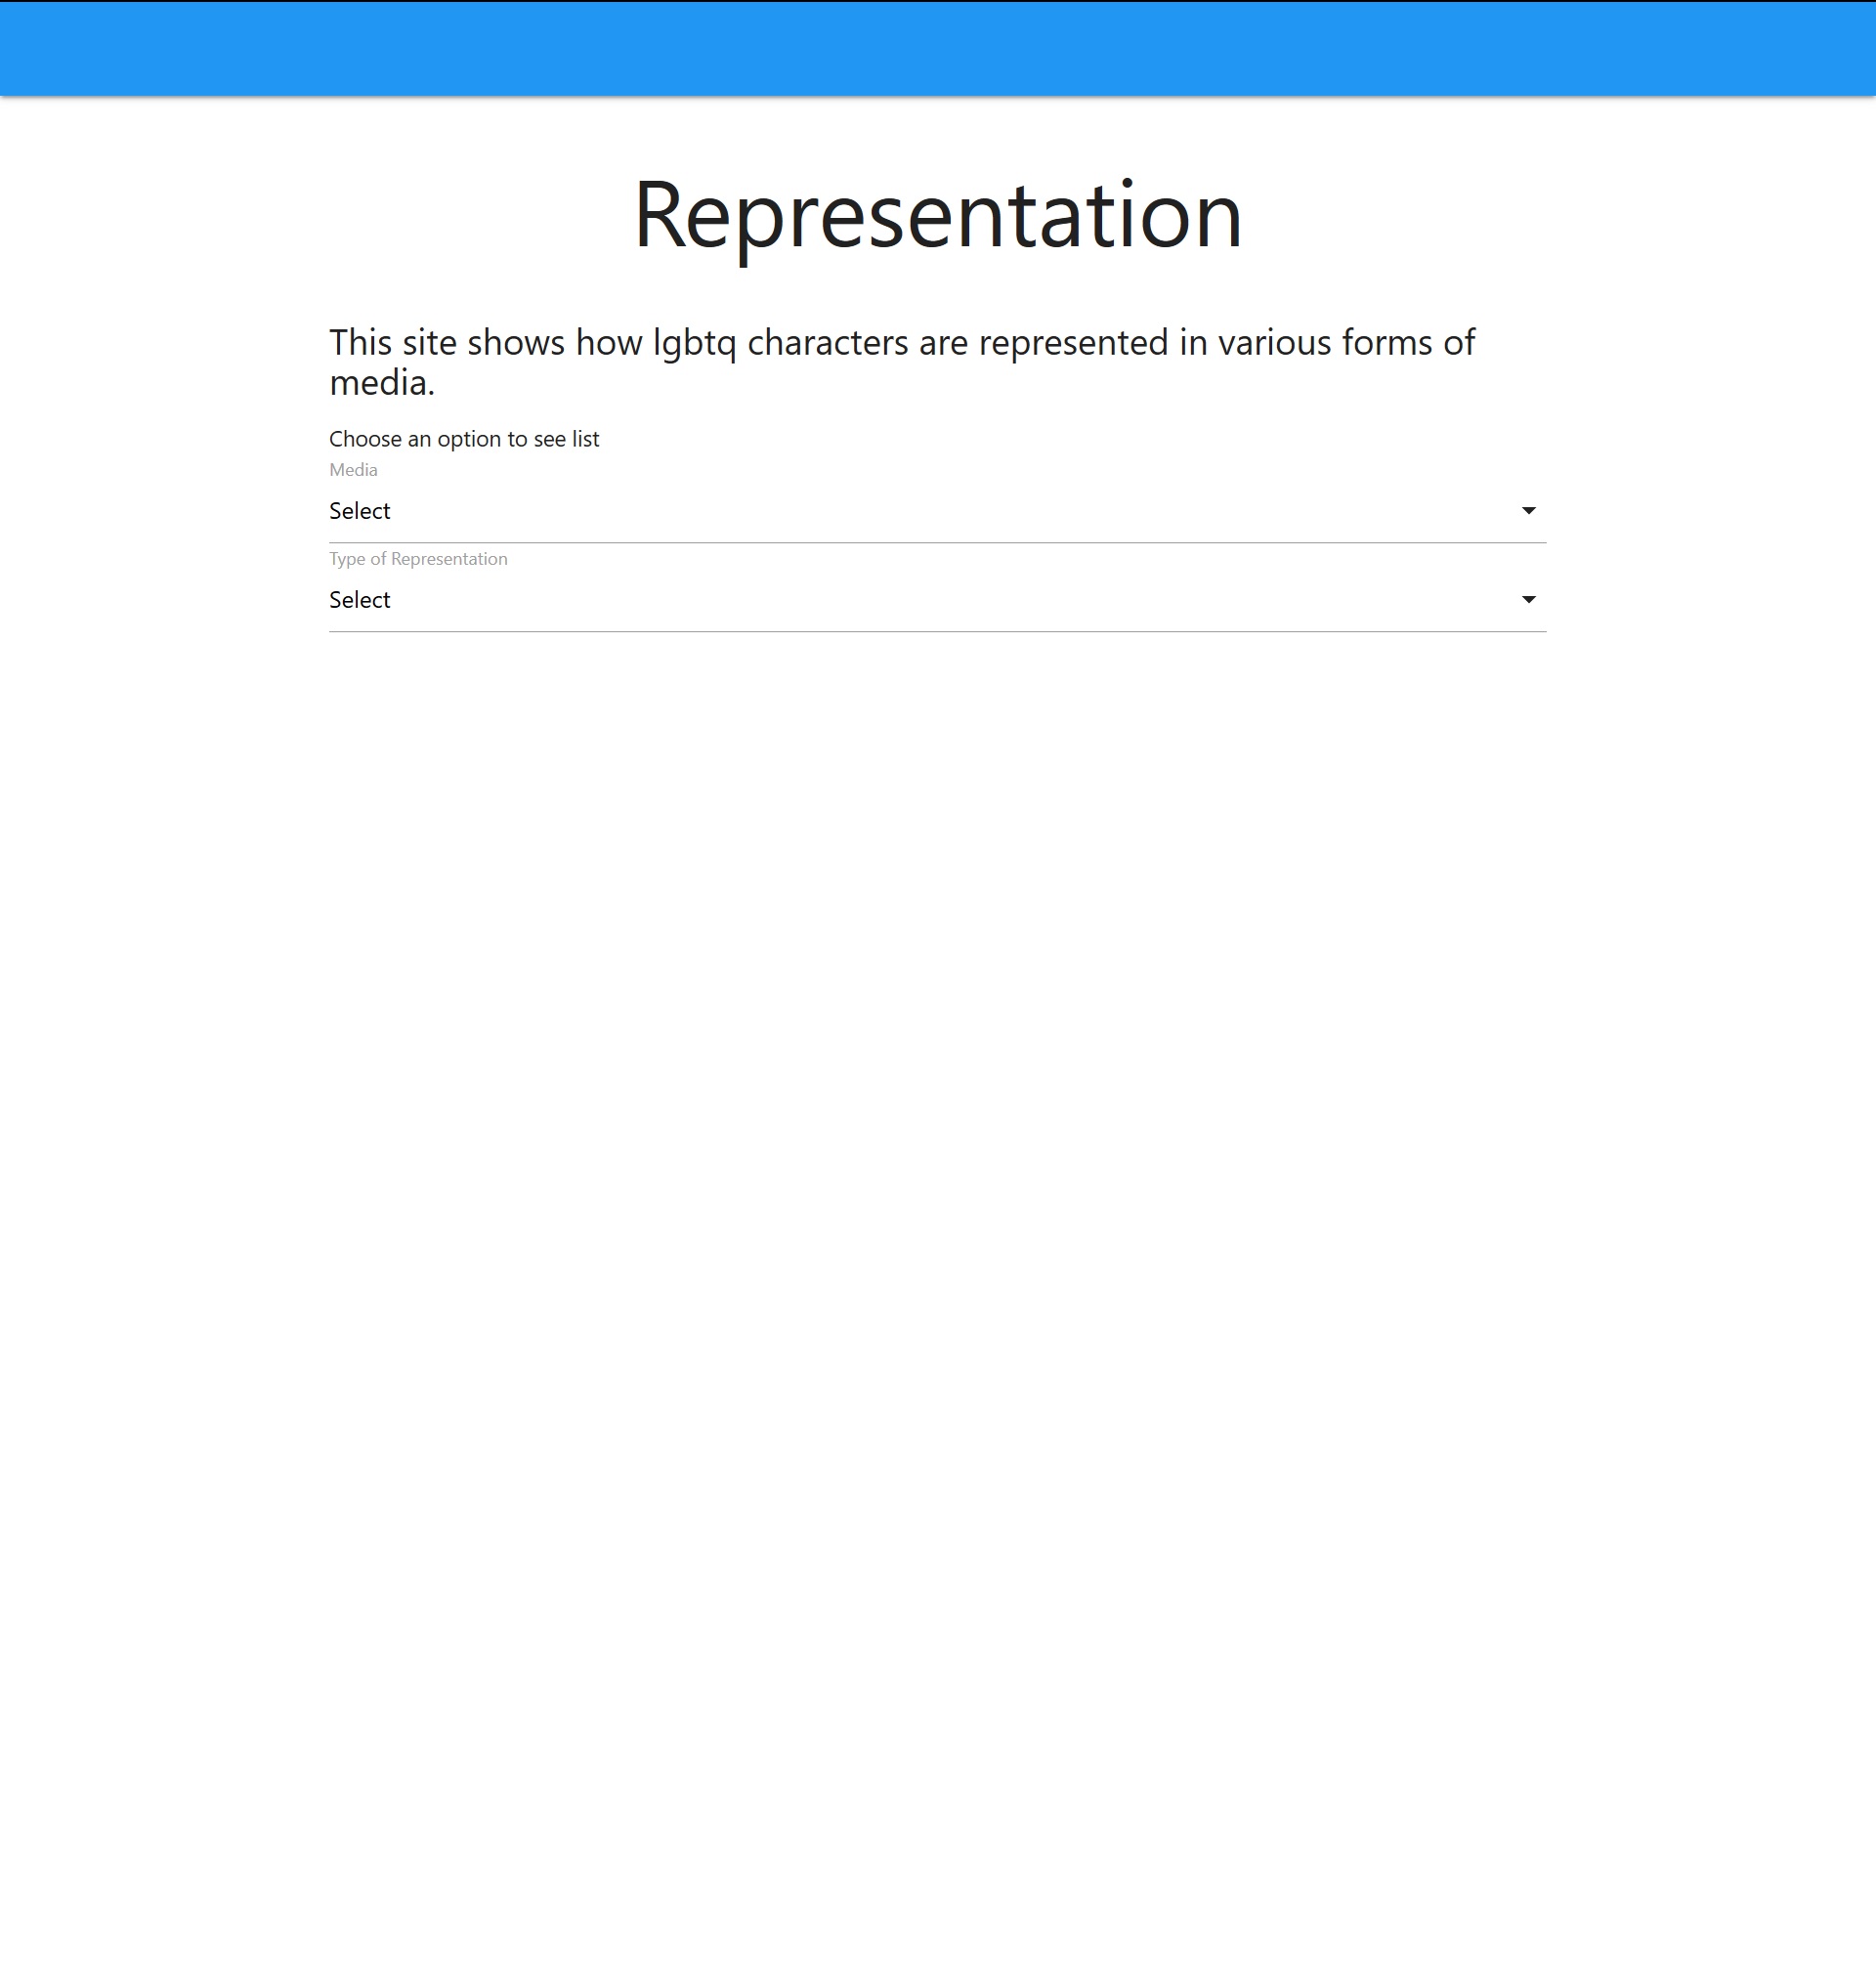 Representation
This site shows how lgbtq characters are represented in various forms of
media.
Choose an option to see list
Media
Select
Type of Representation
Select